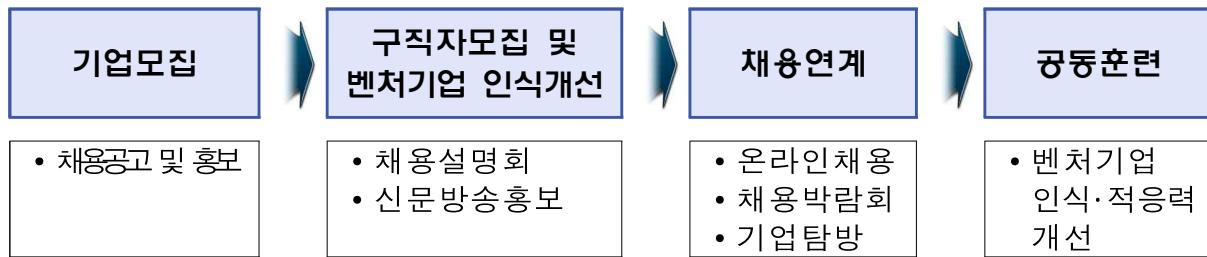 기업모집
구직자모집 및
벤처기업 인식개선
채용연계
공동훈련
• 채용공고 및 홍보
• 채용설명회
• 신문방송홍보
• 온라인채용
• 채용박람회
• 기업탐방
• 벤처기업
인식·적응력
개선